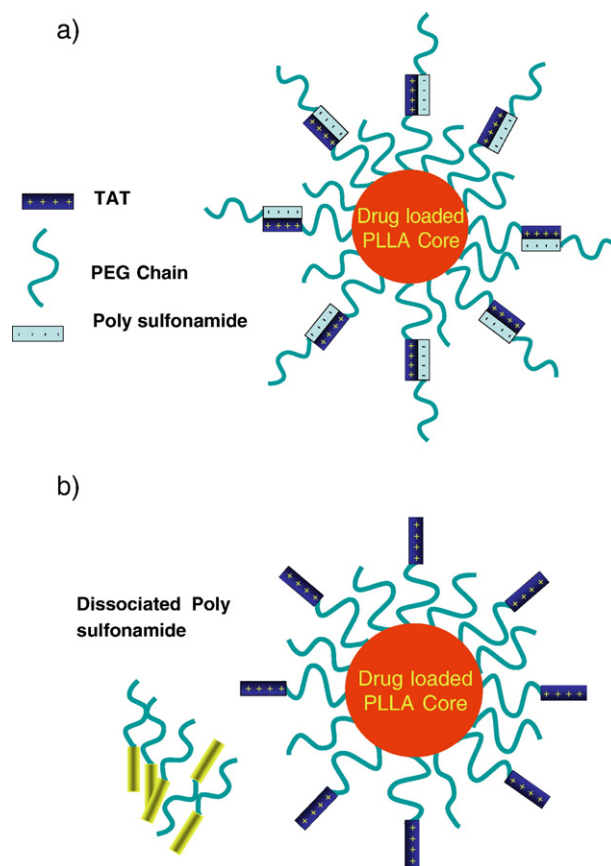 a)
TAT
PEG Chain
Poly sulfonamide
Drug loaded
PLLA Core
b)
Dissociated Poly
sulfonamide
Drug loaded
PLLA Core